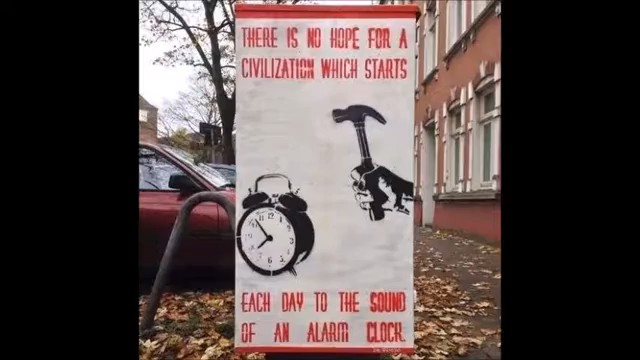 THERE IS NO HOPE FOR A
CIVILIZATION WHICH STARTS
EACH DAY TO THE SOUND
OF AN ALARM CLOCK.